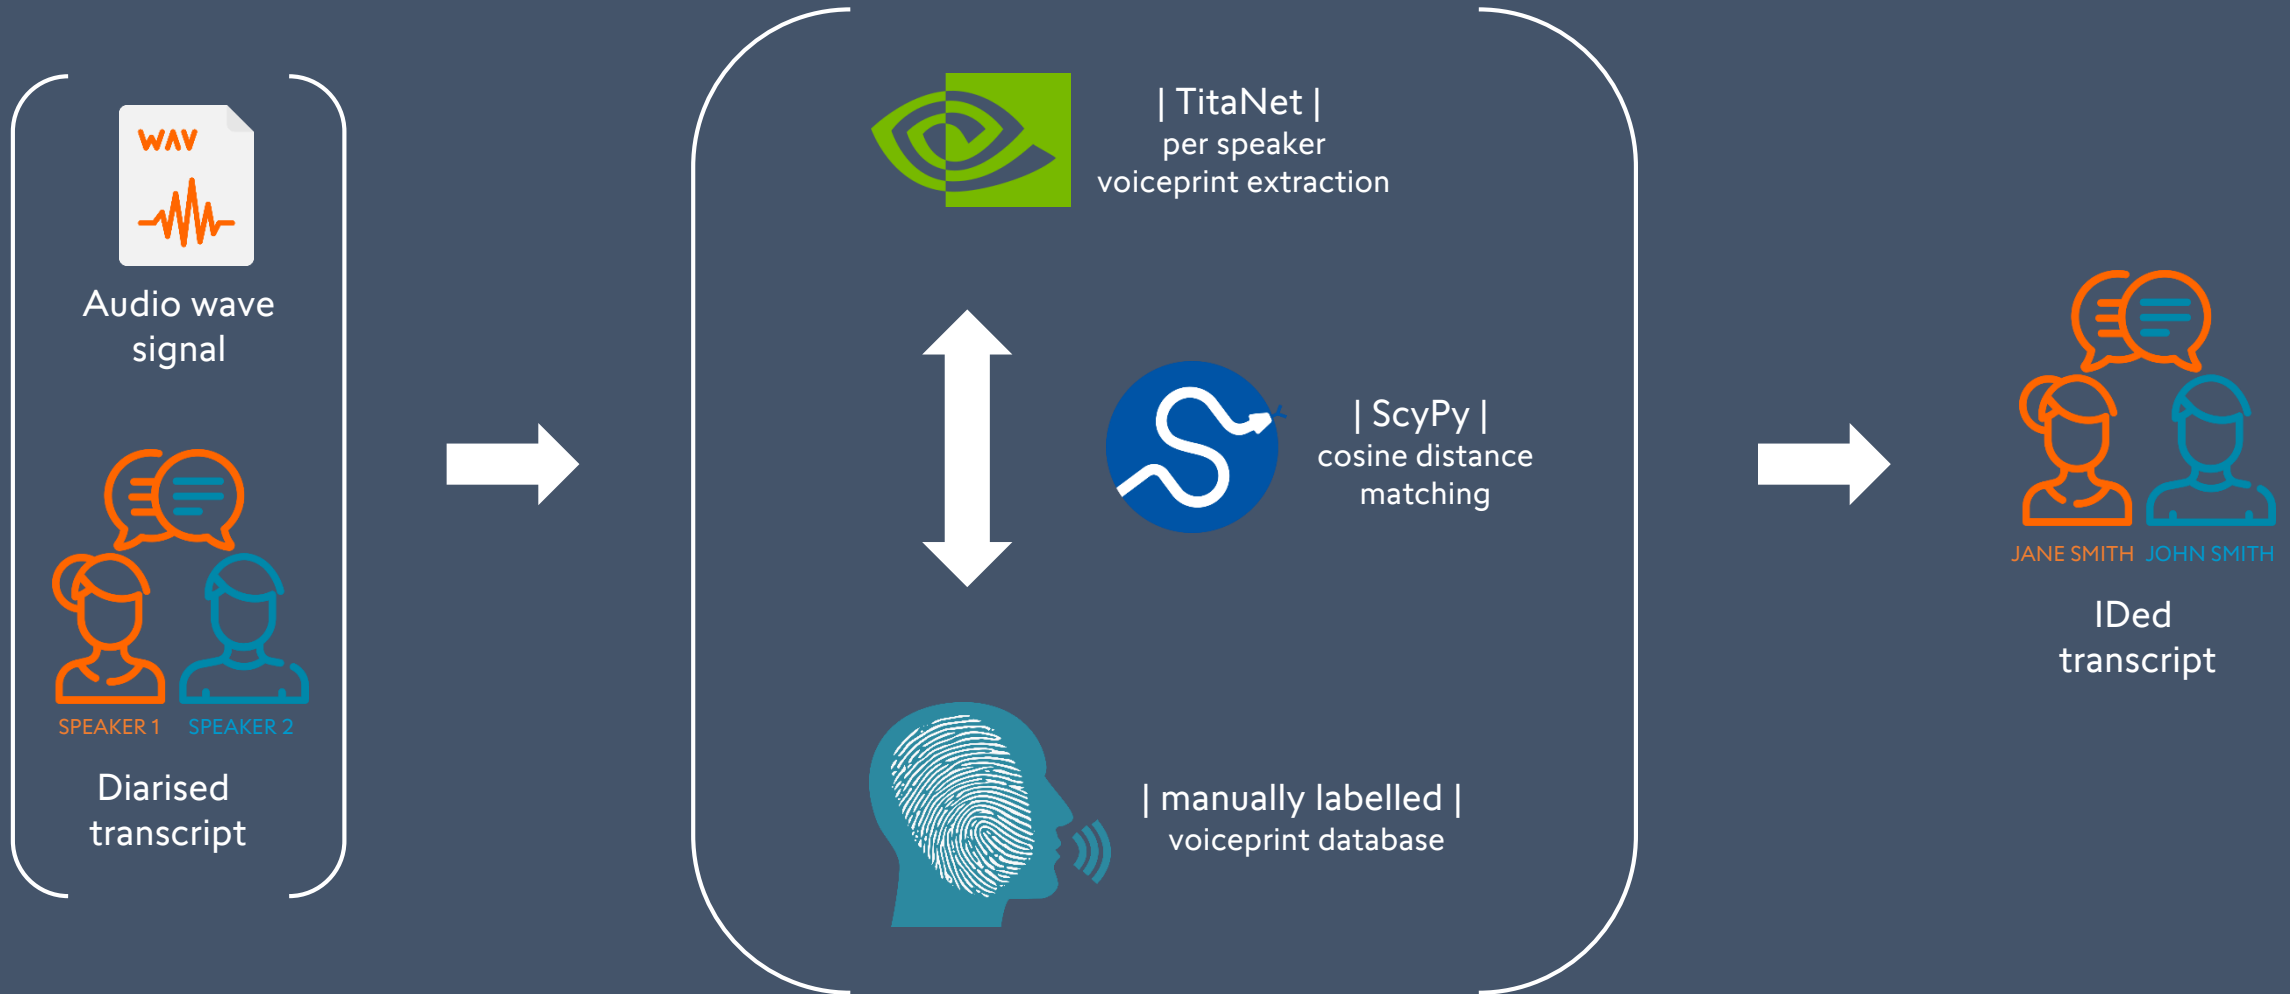 WAV
Audio wave
signal
SPEAKER 1
SPEAKER 2
Diarised
transcript
| TitaNet |
per speaker
voiceprint extraction
| ScyPy |
cosine distance
matching
| manually labelled |
voiceprint database
JANE SMITH
JOHN SMITH
IDed
transcript